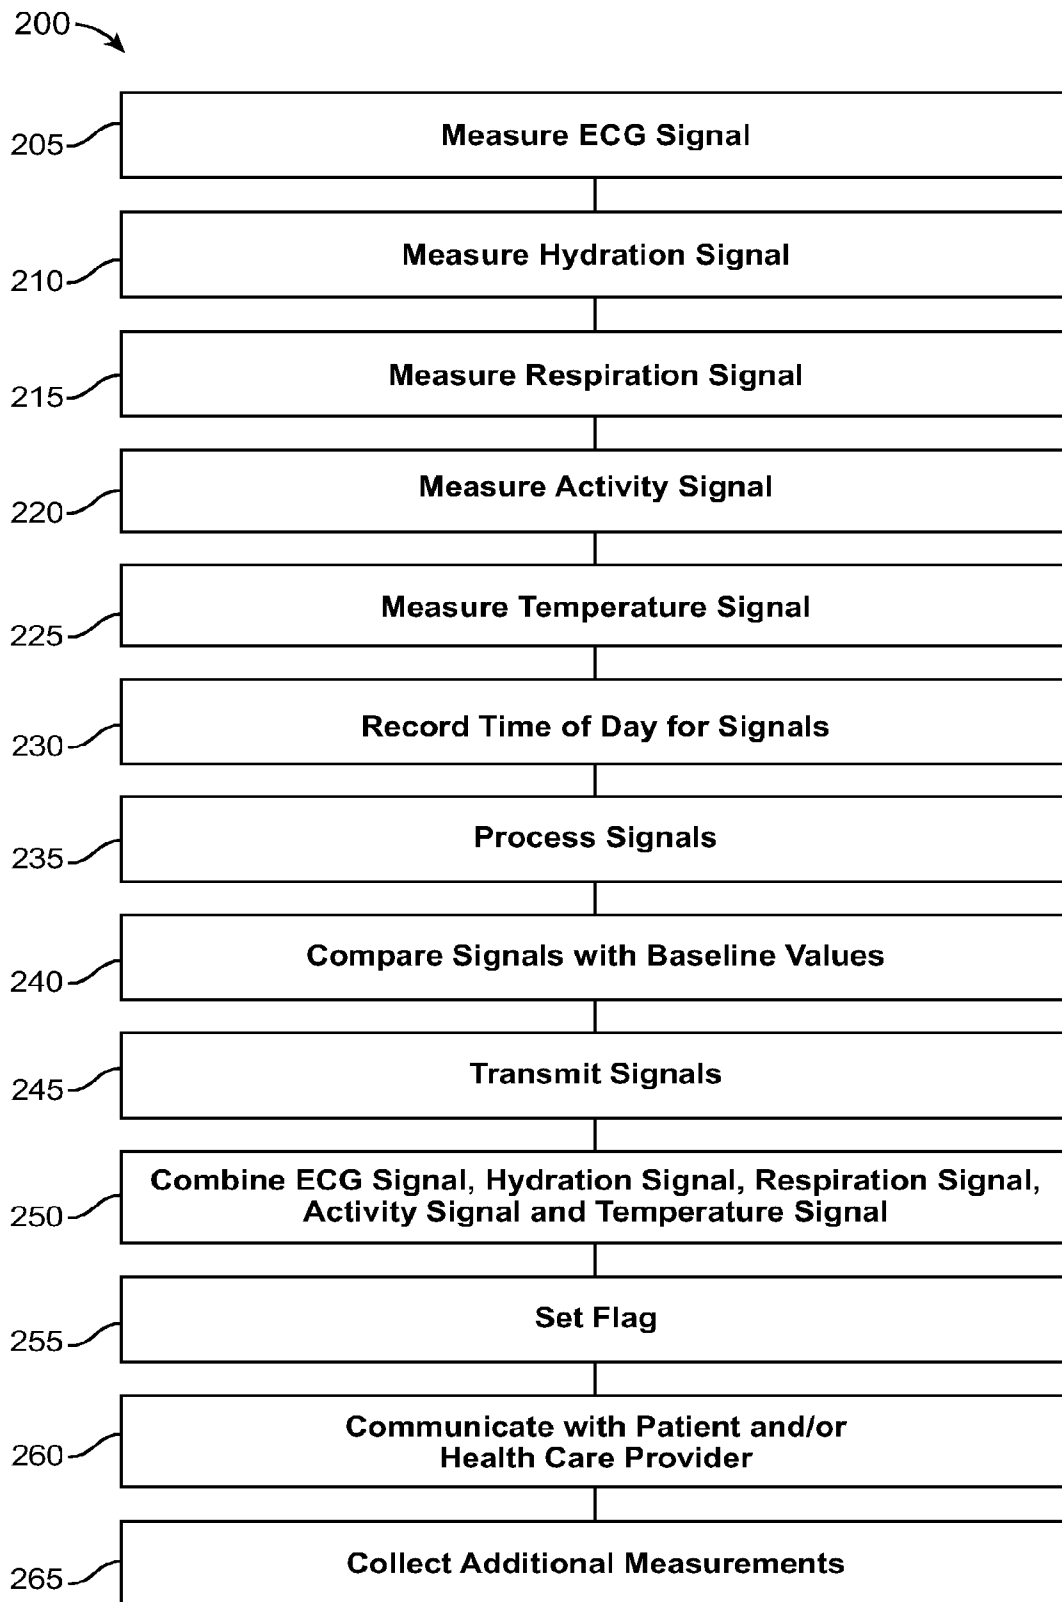 200
205
Measure ECG Signal
210
Measure Hydration Signal
215
Measure Respiration Signal
220
Measure Activity Signal
225
Measure Temperature Signal
230
Record Time of Day for Signals
235
Process Signals
240
Compare Signals with Baseline Values
245
Transmit Signals
250
Combine ECG Signal, Hydration Signal, Respiration Signal,
Activity Signal and Temperature Signal
255
Set Flag
260
Communicate with Patient and/or
Health Care Provider
265
Collect Additional Measurements